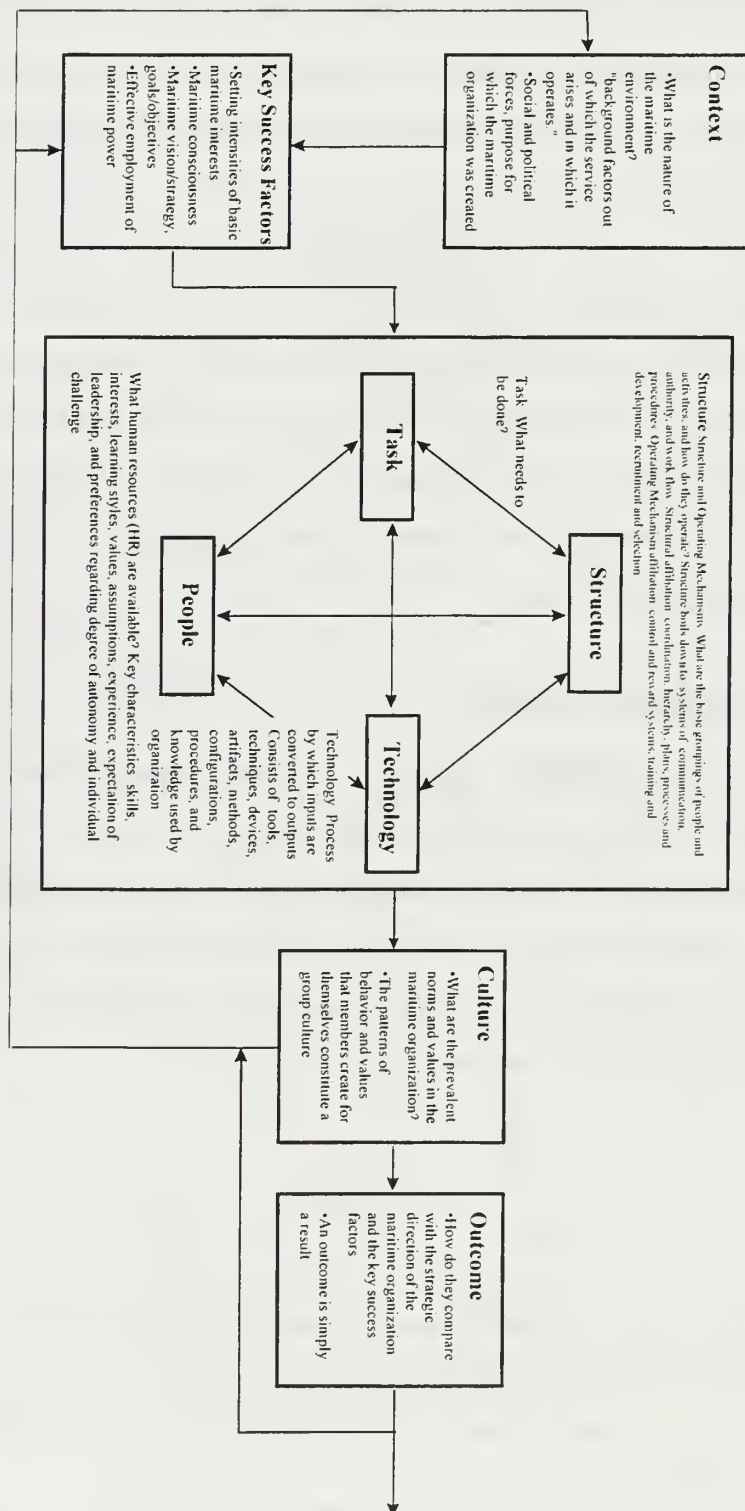 Context
•What is the nature of
the maritime
environment?
"background factors out
of which the service
arises and in which it
operates."
•Social and political
forces, purpose for
which the maritime
organization was created
Key Success Factors
•Setting intensities of basic
maritime interests
•Maritime consciousness
•Maritime vision/strategy,
goals/objectives
•Effective employment of
maritime power
Structure Structure and Operating Mechanisms What are the basic groupings of people and
activities, and how do they operate? Structure boils down to systems of communication,
authority, and work flow Structural affiliation coordination, hierarchy, plans, processes and
procedures Operating Mechanism affiliation control and reward systems, training and
development, recruitment and selection
Structure
Task What needs to
be done?
Task
Technology
People
Technology Process
by which inputs are
converted to outputs
Consists of tools,
techniques, devices,
artifacts, methods,
configurations,
procedures, and
knowledge used by
organization
What human resources (HR) are available? Key characteristics skills,
interests, learning styles, values, assumptions, experience, expectation of
leadership, and preferences regarding degree of autonomy and individual
challenge
Culture
•What are the prevalent
norms and values in the
maritime organization?
•The patterns of
behavior and values
that members create for
themselves constitute a
group culture
Outcome
•How do they compare
with the strategic
direction of the
maritime organization
and the key success
factors
•An outcome is simply
a result